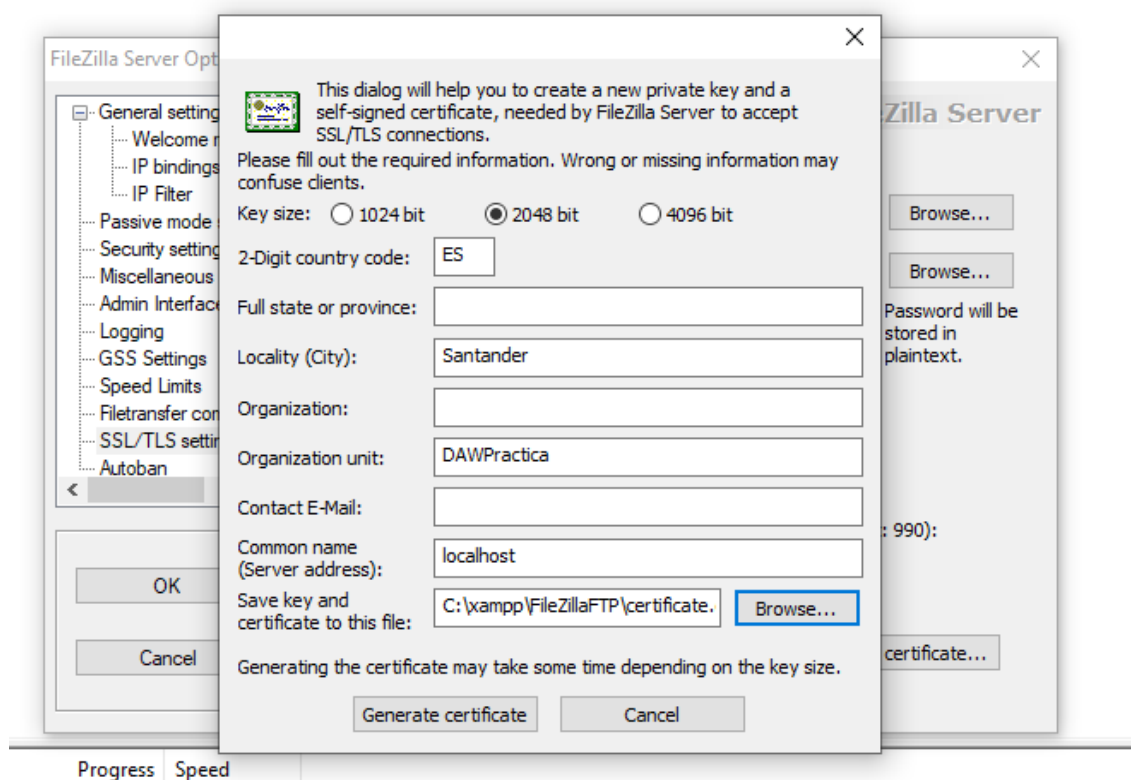 FileZilla Server Opt
General setting
Welcome r
IP bindings
IP Filter
Passive mode s
Security setting
Miscellaneous
Admin Interface
Logging
GSS Settings
Speed Limits
Filetransfer com
SSL/TLS settin
Autoban
OK
Cancel
This dialog will help you to create a new private key and a
self-signed certificate, needed by FileZilla Server to accept
SSL/TLS connections.
Please fill out the required information. Wrong or missing information may
confuse clients.
Key size: 1024 bit 2048 bit 4096 bit
2-Digit country code: ES
Full state or province:
Locality (City): Santander
Organization:
Organization unit: DAWPractica
Contact E-Mail:
Common name
(Server address): localhost
Save key and
certificate to this file: C:\xampp\FileZillaFTP\certificate. Browse...
Generating the certificate may take some time depending on the key size.
Generate certificate Cancel
Zilla Server
Browse...
Browse...
Password will be
stored in
plaintext.
: 990):
certificate...
Progress Speed